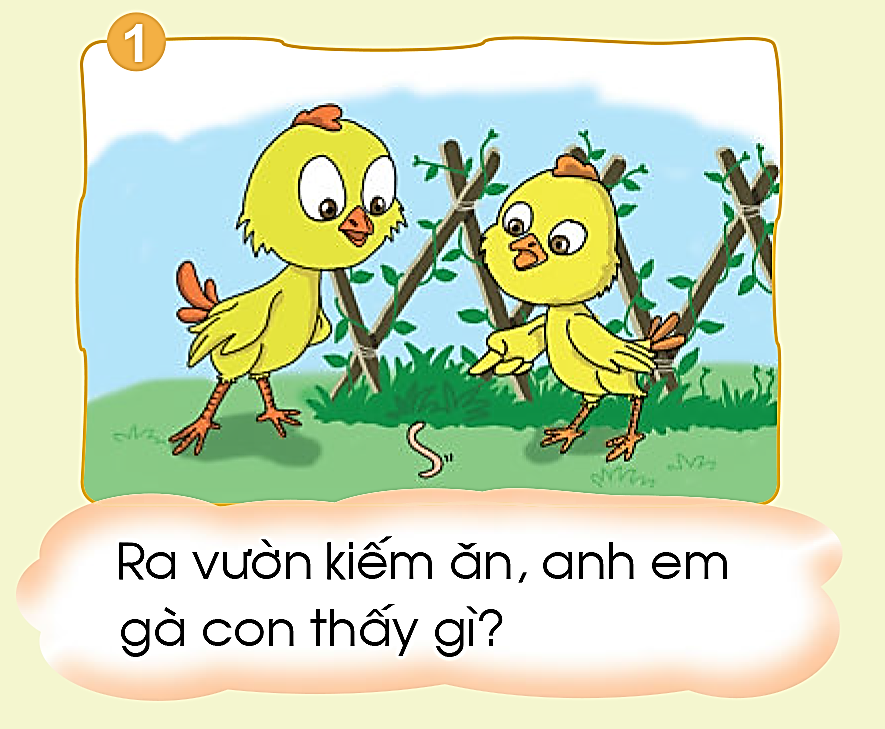 1
Ra vườn kiếm ăn, anh em
gà con thấy gì?